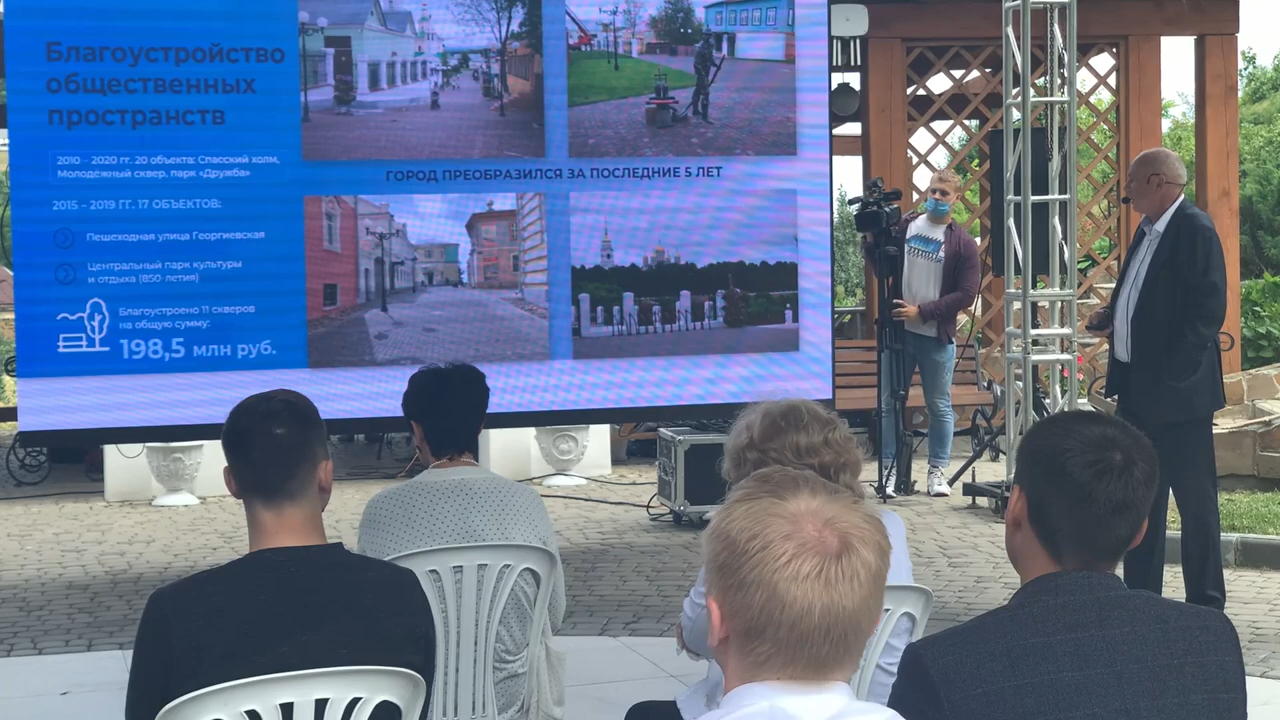 Благоустройство
общественных
пространств
2010 – 2020 гг. 20 объекта: Спасский холм,
Молодёжный сквер, парк «Дружба»
ГОРОД ПРЕОБРАЗИЛСЯ ЗА ПОСЛЕДНИЕ 5 ЛЕТ
2015 – 2019 ГГ. 17 ОБЪЕКТОВ:
Пешеходная улица Георгиевская
Центральный парк культуры
и отдыха (850-летия)
Благоустроено 11 скверов
на общую сумму:
198,5 млн руб.